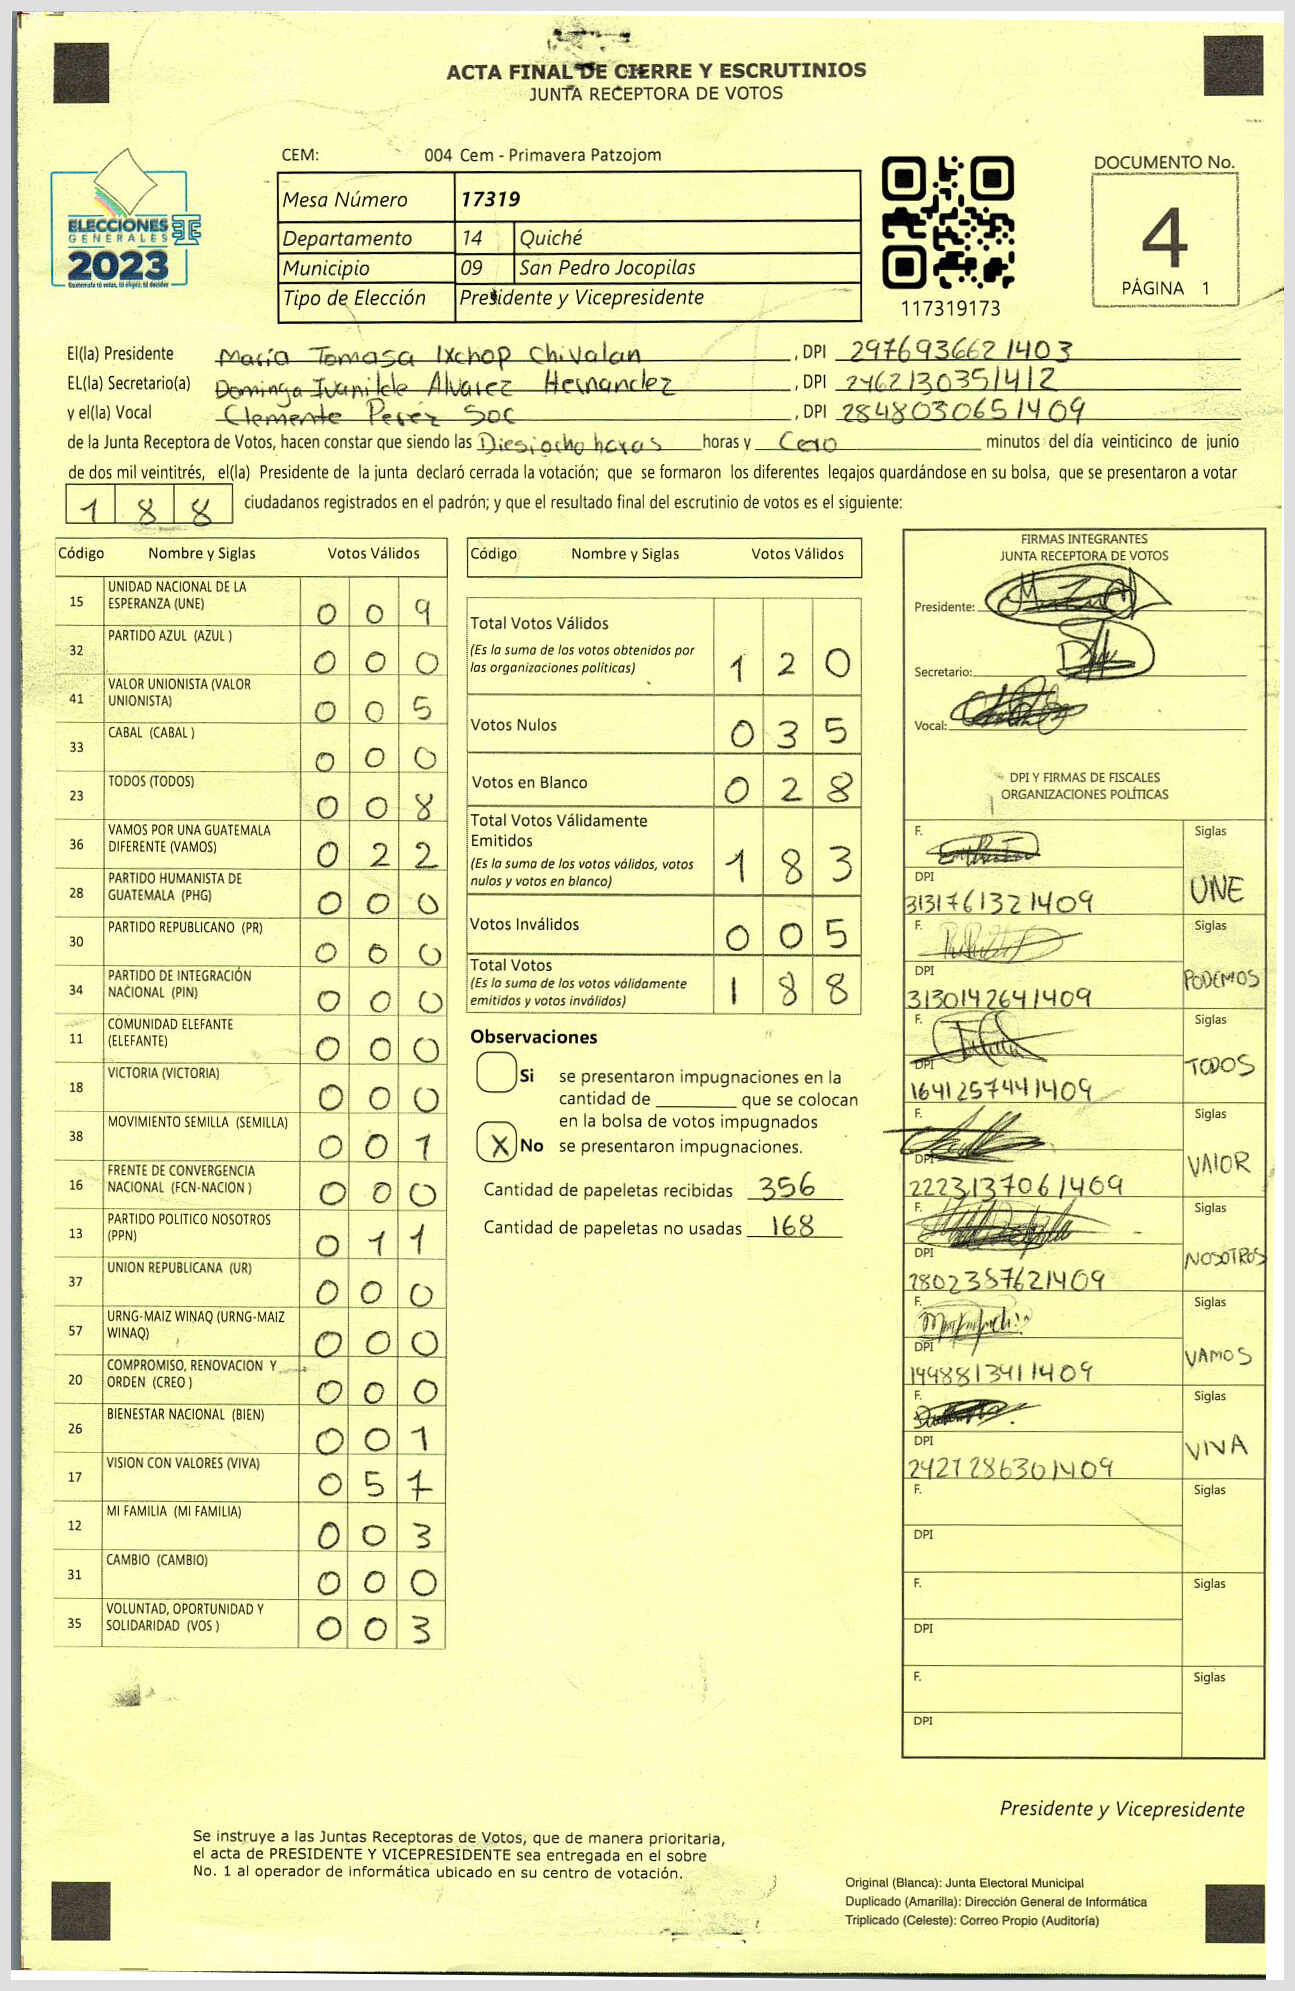 ACTA FINAL DE CIERRE Y ESCRUTINIOS
JUNTA RECEPTORA DE VOTOS
CEM: 004 Cem - Primavera Patzojom
Mesa Número 17319
Departamento 14 Quiché
Municipio 09 San Pedro Jocopilas
Tipo de Elección Presidente y Vicepresidente
ELECCIONES
GENERALES
2023
Guatemala tú votas, tú eliges, tú decides
117319173
DOCUMENTO No.
4
PÁGINA 1
El(la) Presidente María Tomasa Ixchop Chivalan, DPI 2976936621403
EL(la) Secretario(a) Dominga Ivanilde Alvarez Hernandez, DPI 2462130351412
y el(la) Vocal Clemente Peréz Soc, DPI 2848030651409
de la Junta Receptora de Votos, hacen constar que siendo las Diesiocho horas horas y Cero minutos del día veinticinco de junio
de dos mil veintitrés, el(la) Presidente de la junta declaró cerrada la votación; que se formaron los diferentes legajos guardándose en su bolsa, que se presentaron a votar
188 ciudadanos registrados en el padrón; y que el resultado final del escrutinio de votos es el siguiente:
Código Nombre y Siglas Votos Válidos
15 UNIDAD NACIONAL DE LA
ESPERANZA (UNE) 0 0 9
32 PARTIDO AZUL (AZUL ) 0 0 0
41 VALOR UNIONISTA (VALOR
UNIONISTA) 0 0 5
33 CABAL (CABAL ) 0 0 0
23 TODOS (TODOS) 0 0 8
36 VAMOS POR UNA GUATEMALA
DIFERENTE (VAMOS) 0 2 2
28 PARTIDO HUMANISTA DE
GUATEMALA (PHG) 0 0 0
30 PARTIDO REPUBLICANO (PR) 0 0 0
34 PARTIDO DE INTEGRACIÓN
NACIONAL (PIN) 0 0 0
11 COMUNIDAD ELEFANTE
(ELEFANTE) 0 0 0
18 VICTORIA (VICTORIA) 0 0 0
38 MOVIMIENTO SEMILLA (SEMILLA) 0 0 1
16 FRENTE DE CONVERGENCIA
NACIONAL (FCN-NACION ) 0 0 0
13 PARTIDO POLITICO NOSOTROS
(PPN) 0 1 1
37 UNION REPUBLICANA (UR) 0 0 0
57 URNG-MAIZ WINAQ (URNG-MAIZ
WINAQ) 0 0 0
20 COMPROMISO, RENOVACION Y
ORDEN (CREO ) 0 0 0
26 BIENESTAR NACIONAL (BIEN) 0 0 1
17 VISION CON VALORES (VIVA) 0 5 7
12 MI FAMILIA (MI FAMILIA) 0 0 3
31 CAMBIO (CAMBIO) 0 0 0
35 VOLUNTAD, OPORTUNIDAD Y
SOLIDARIDAD (VOS ) 0 0 3
Código Nombre y Siglas Votos Válidos
Total Votos Válidos
(Es la suma de los votos obtenidos por
las organizaciones políticas) 1 2 0
Votos Nulos 0 3 5
Votos en Blanco 0 2 8
Total Votos Válidamente
Emitidos
(Es la suma de los votos válidos, votos
nulos y votos en blanco) 1 8 3
Votos Inválidos 0 0 5
Total Votos
(Es la suma de los votos válidamente
emitidos y votos inválidos) 1 8 8
Observaciones
Si se presentaron impugnaciones en la
cantidad de ________ que se colocan
en la bolsa de votos impugnados
X No se presentaron impugnaciones.
Cantidad de papeletas recibidas 356
Cantidad de papeletas no usadas 168
FIRMAS INTEGRANTES
JUNTA RECEPTORA DE VOTOS
Presidente:
Secretario:
Vocal:
DPI Y FIRMAS DE FISCALES
ORGANIZACIONES POLÍTICAS
F. Siglas
DPI UNE
3131761321409
F. Siglas
DPI PODEMOS
3130142641409
F. Siglas
DPI TODOS
1641257441409
F. Siglas
DPI VALOR
2223137061409
F. Siglas
DPI NOSOTROS
2802357621409
F. Siglas
DPI VAMOS
1998813411409
F. Siglas
DPI VIVA
2427286301409
F. Siglas
DPI
F. Siglas
DPI
F. Siglas
DPI
Presidente y Vicepresidente
Se instruye a las Juntas Receptoras de Votos, que de manera prioritaria,
el acta de PRESIDENTE Y VICEPRESIDENTE sea entregada en el sobre
No. 1 al operador de informática ubicado en su centro de votación.
Original (Blanca): Junta Electoral Municipal
Duplicado (Amarilla): Dirección General de Informática
Triplicado (Celeste): Correo Propio (Auditoría)